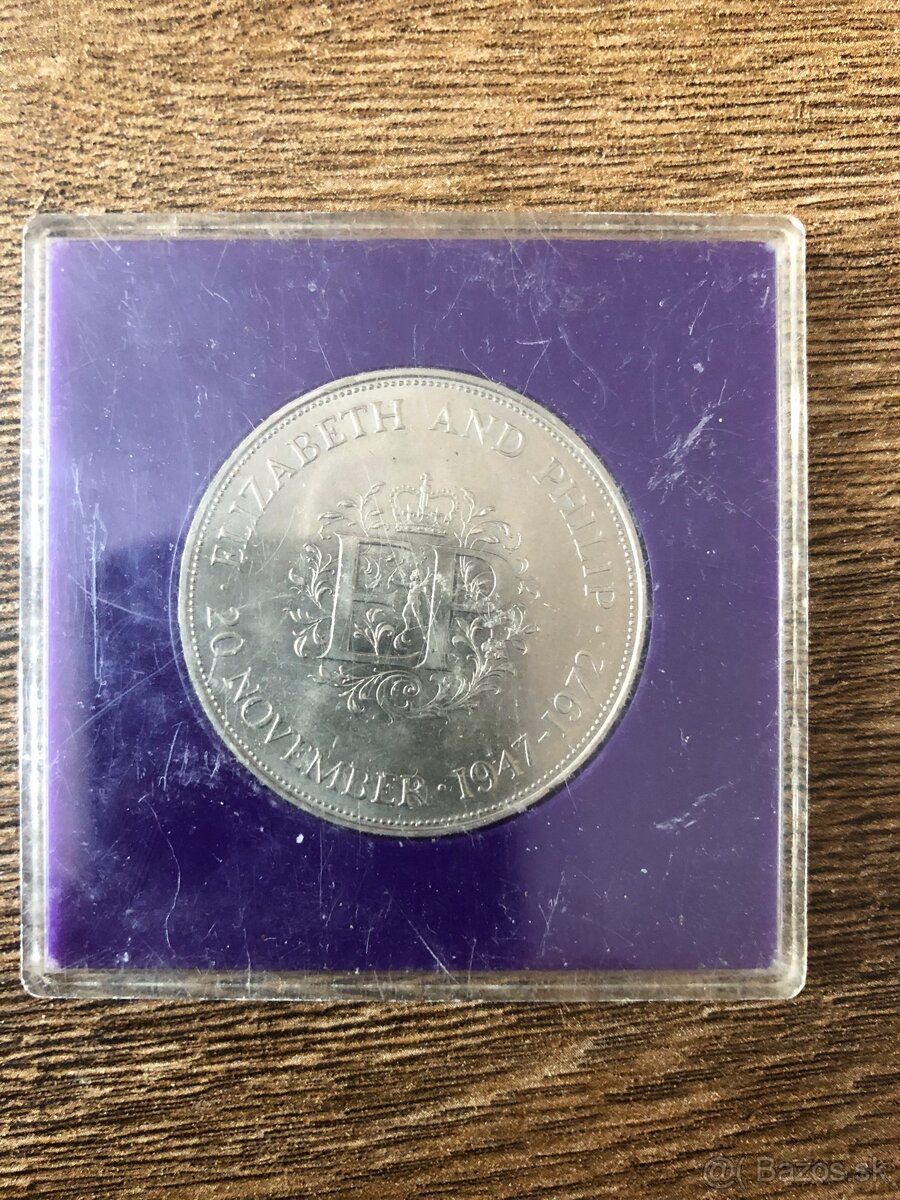 ELIZABETH AND PHILIP ·
20 NOVEMBER · 1947-1972 ·
EP
@( Bazos.sk